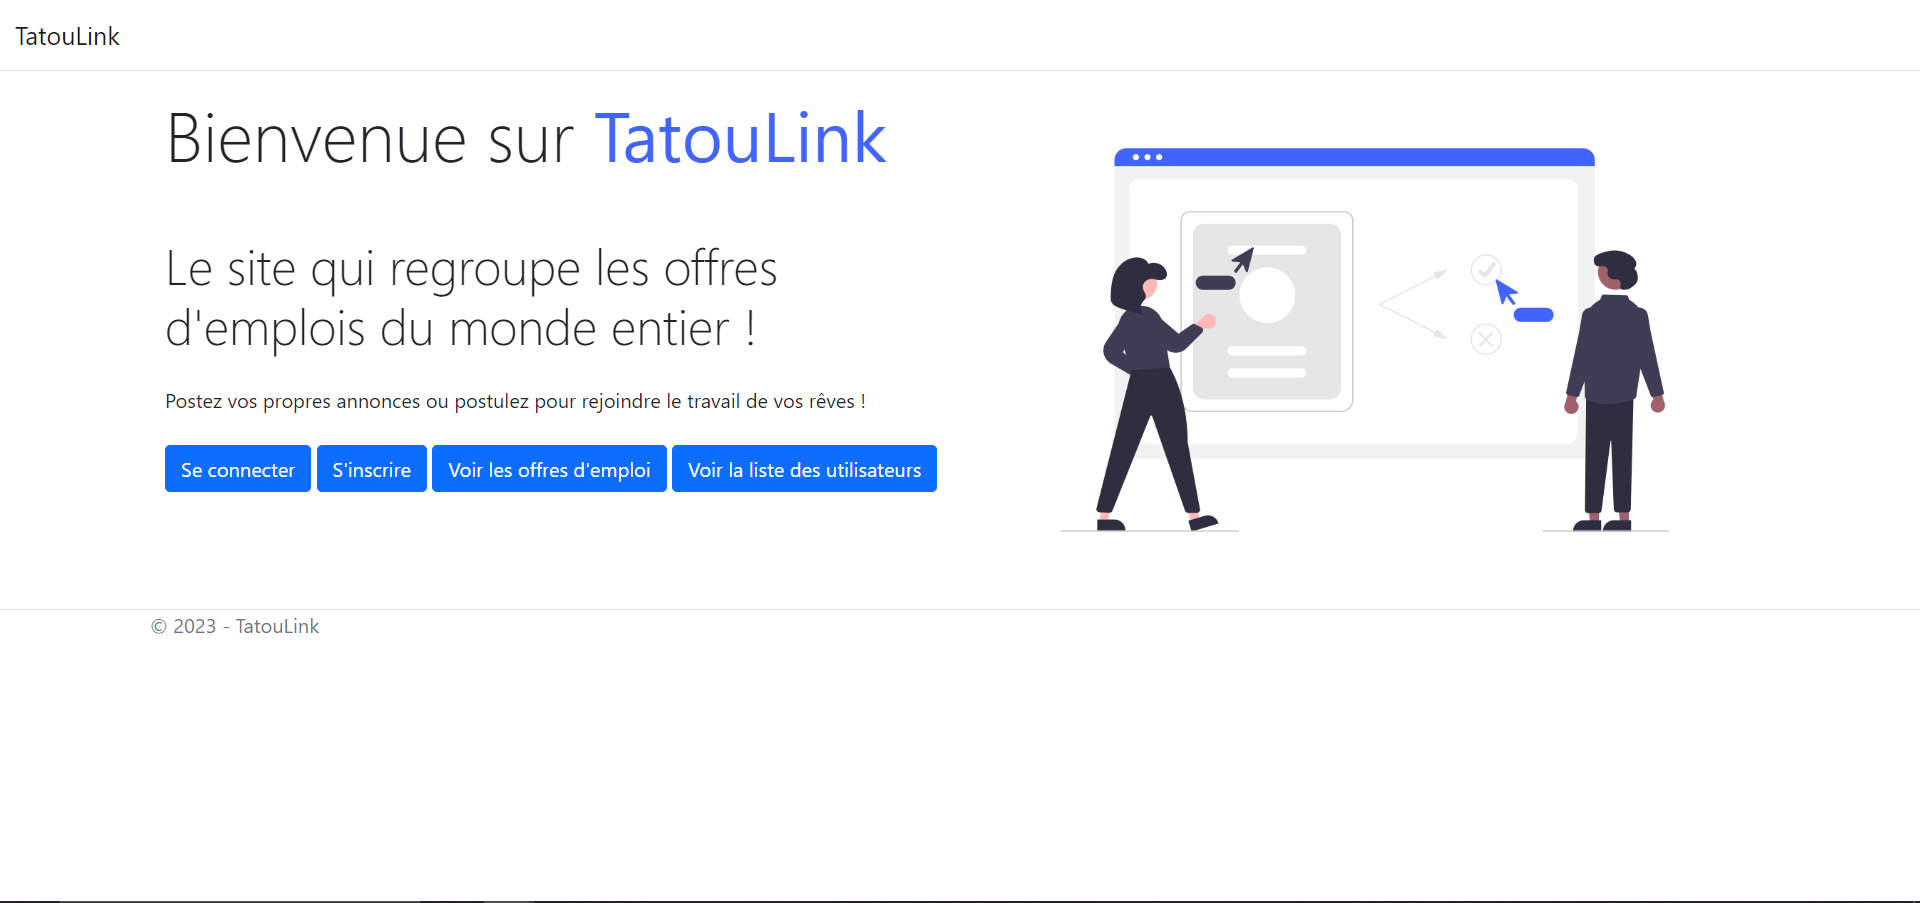 TatouLink
Bienvenue sur TatouLink
Le site qui regroupe les offres
d'emplois du monde entier !
Postez vos propres annonces ou postulez pour rejoindre le travail de vos rêves !
Se connecter S'inscrire Voir les offres d'emploi Voir la liste des utilisateurs
© 2023 - TatouLink